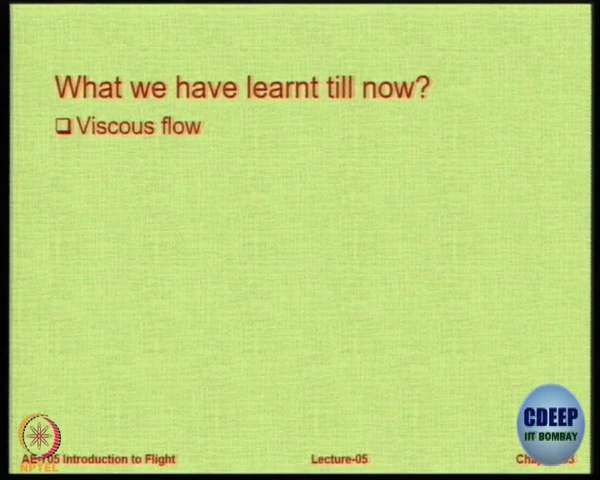 What we have learnt till now?
❑ Viscous flow
CDEEP
IIT BOMBAY
AE-705 Introduction to Flight
Lecture-05
NPTEL